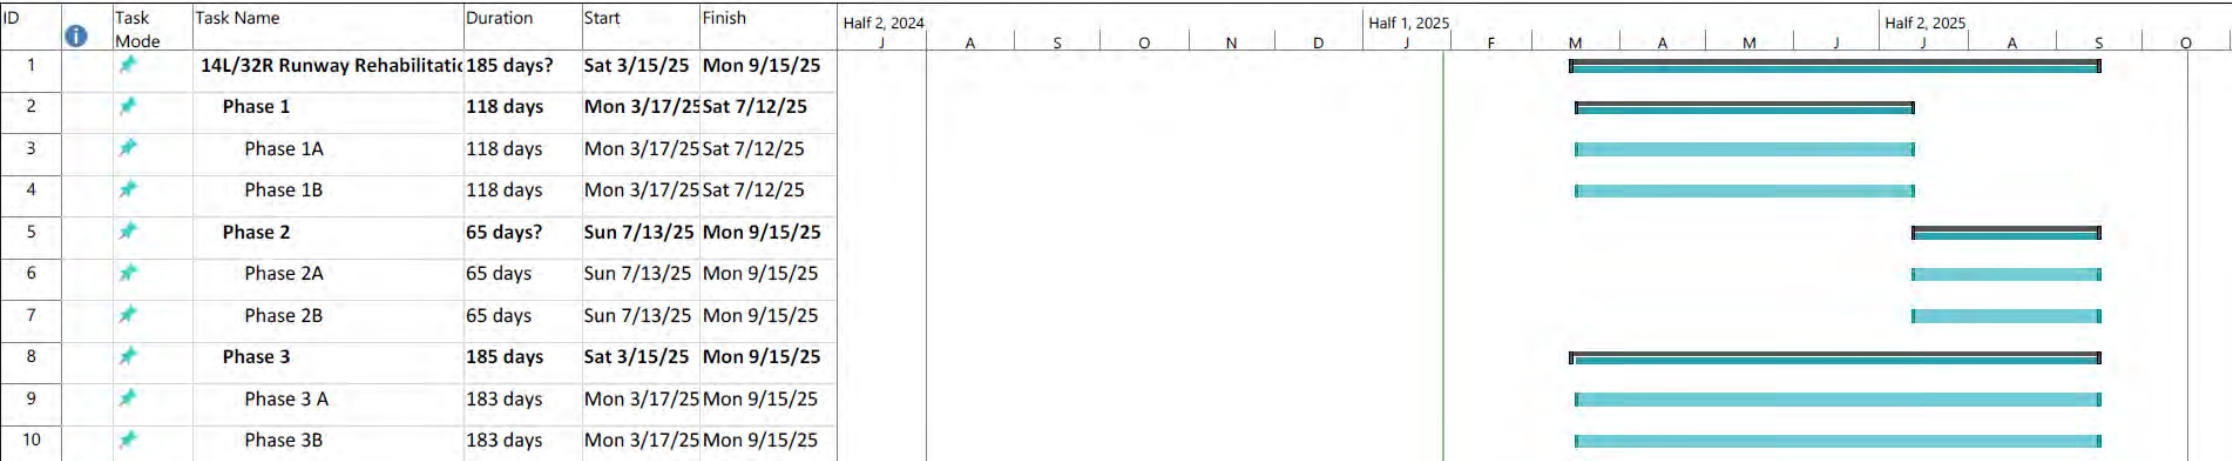 ID Task Mode Task Name Duration Start Finish Half 2, 2024 Half 1, 2025 Half 2, 2025
J A S O N D J F M A M J J A S O
1 14L/32R Runway Rehabilitatic 185 days? Sat 3/15/25 Mon 9/15/25
2 Phase 1 118 days Mon 3/17/25 Sat 7/12/25
3 Phase 1A 118 days Mon 3/17/25 Sat 7/12/25
4 Phase 1B 118 days Mon 3/17/25 Sat 7/12/25
5 Phase 2 65 days? Sun 7/13/25 Mon 9/15/25
6 Phase 2A 65 days Sun 7/13/25 Mon 9/15/25
7 Phase 2B 65 days Sun 7/13/25 Mon 9/15/25
8 Phase 3 185 days Sat 3/15/25 Mon 9/15/25
9 Phase 3 A 183 days Mon 3/17/25 Mon 9/15/25
10 Phase 3B 183 days Mon 3/17/25 Mon 9/15/25